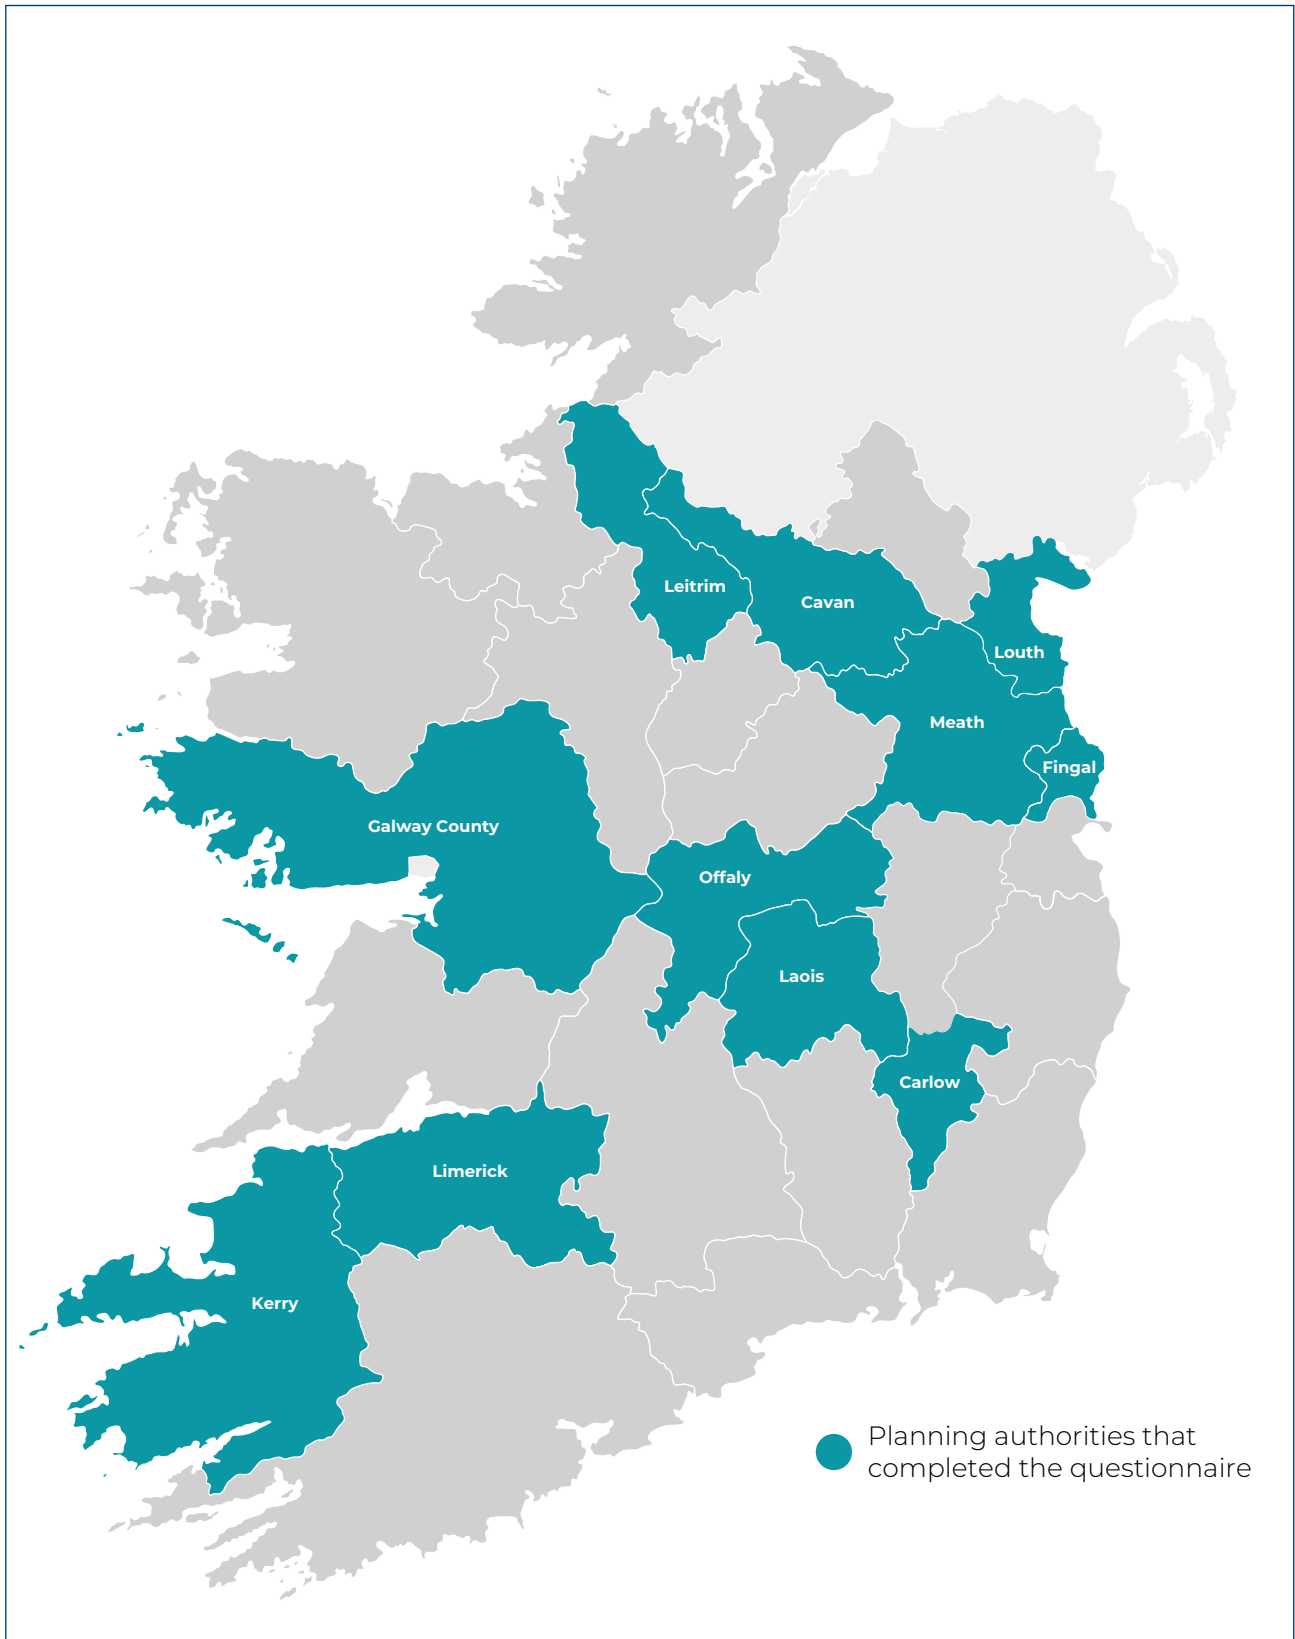 Leitrim
Cavan
Louth
Meath
Fingal
Galway County
Offaly
Laois
Carlow
Limerick
Kerry
Planning authorities that
completed the questionnaire